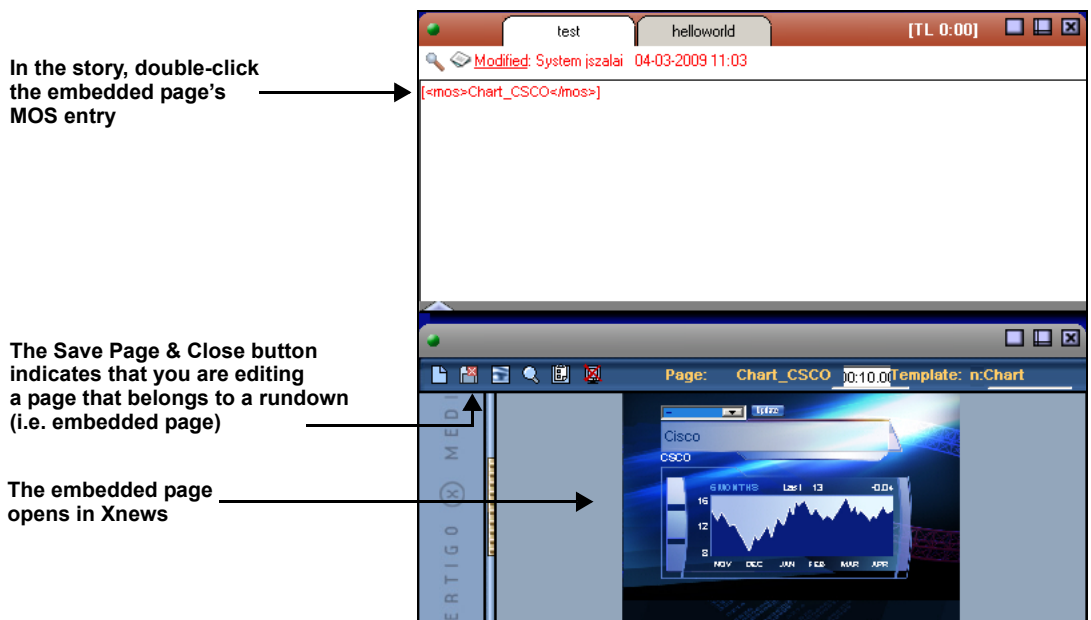 In the story, double-click
the embedded page's
MOS entry
test
helloworld
[TL 0:00]
Modified: System jszalai 04-03-2009 11:03
[<mos>Chart_CSCO</mos>]
The Save Page & Close button
indicates that you are editing
a page that belongs to a rundown
(i.e. embedded page)
Page: Chart_CSCO 00:10.00 Template: n:Chart
The embedded page
opens in Xnews
ERTIGO X MEDI
Update
Cisco
CSCO
6 MONTHS Last 13 -0.04
16
12
8
NOV DEC JAN FEB MAR APR